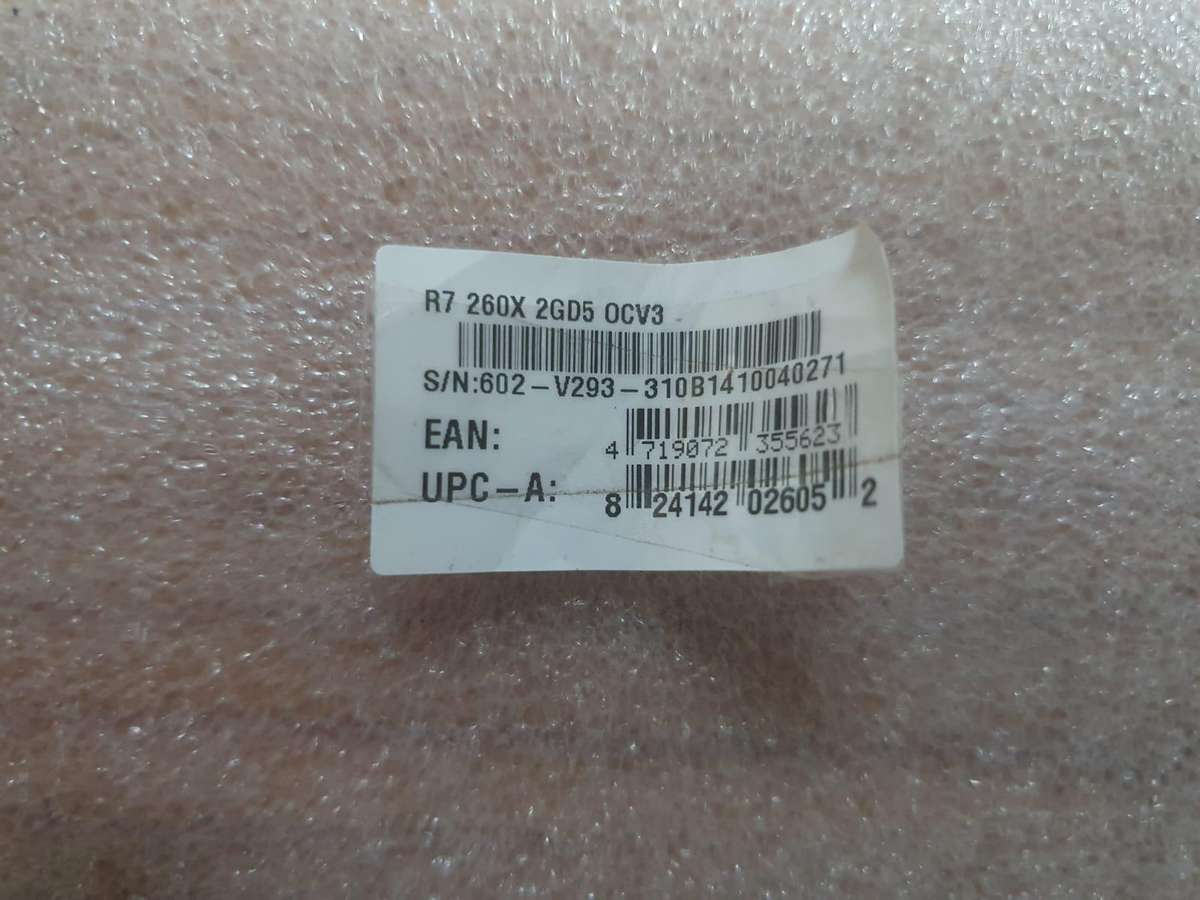 R7 260X 2GD5 OCV3
S/N:602-V293-310B1410040271
EAN: 4 719072 355623
UPC-A: 8 24142 02605 2